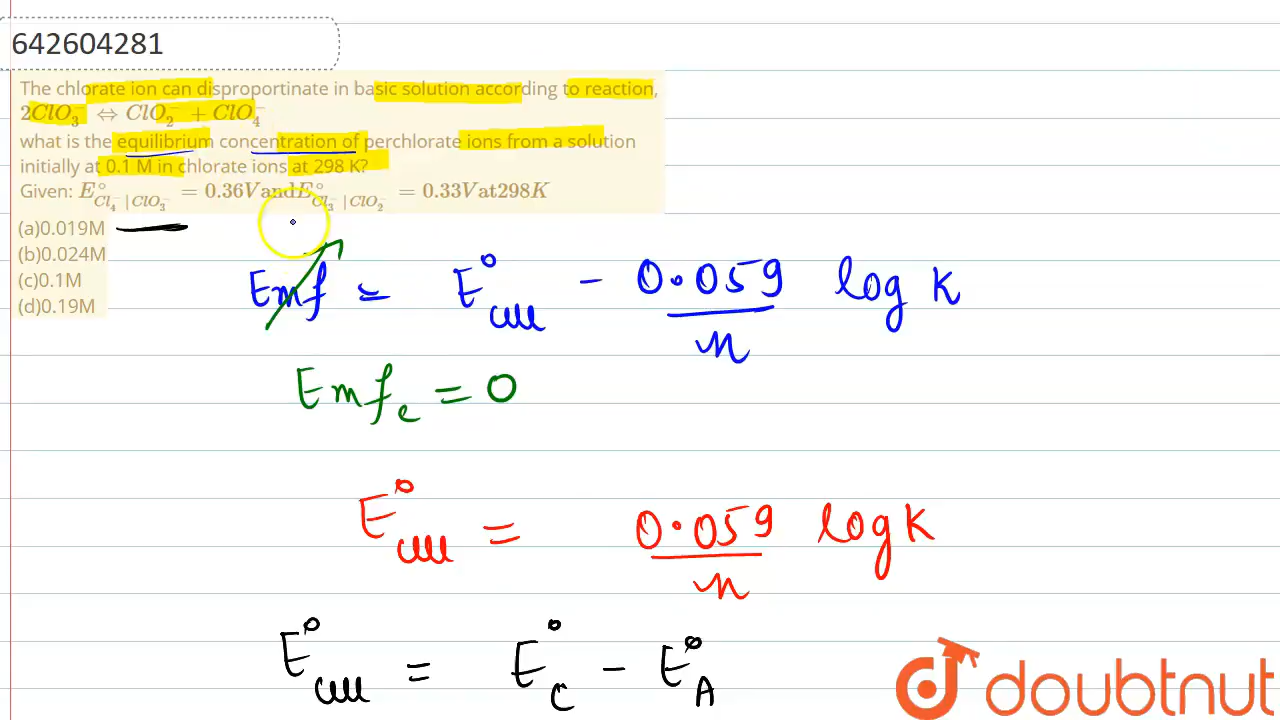 642604281
The chlorate ion can disproportinate in basic solution according to reaction,
2ClO₃⁻ ⇔ ClO₂⁻ + ClO₄⁻
what is the equilibrium concentration of perchlorate ions from a solution
initially at 0.1 M in chlorate ions at 298 K?
Given: E°_{Cl₄⁻|ClO₃⁻} = 0.36V and E°_{Cl₃⁻|ClO₂⁻} = 0.33V at 298K
(a)0.019M
(b)0.024M
(c)0.1M
(d)0.19M
Emf = E°cell - 0.059/n log K
Emf_e = 0
E°cell = 0.059/n log K
E°cell = E°_C - E°_A
doubtnut